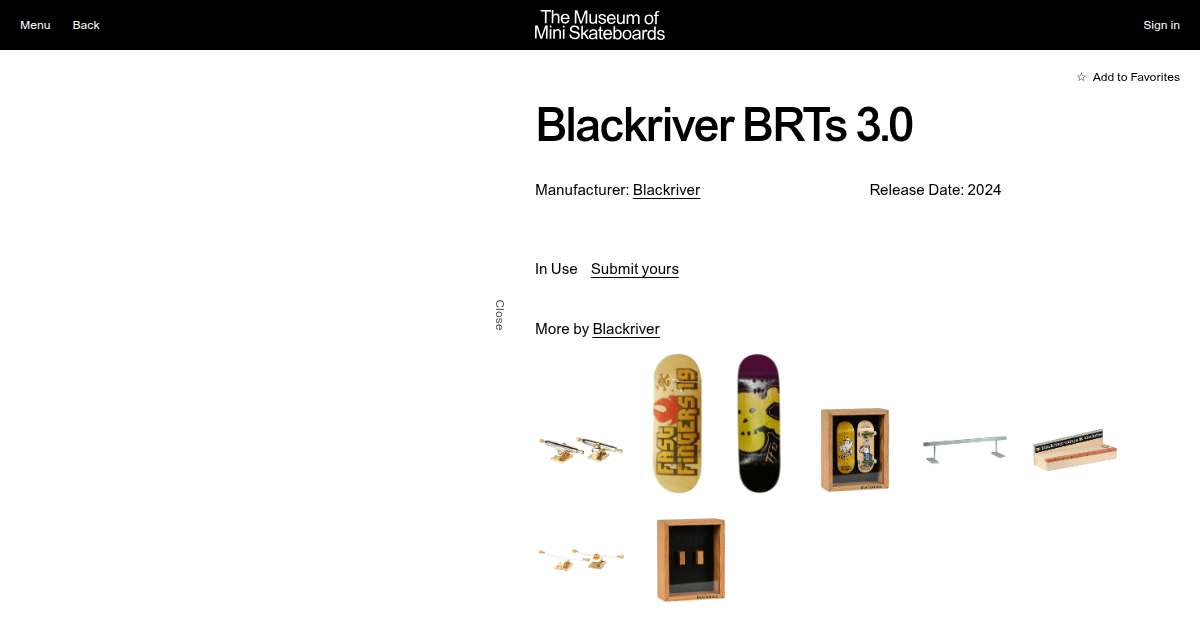 Menu Back
The Museum of
Mini Skateboards
Sign in
☆ Add to Favorites
Blackriver BRTs 3.0
Manufacturer: Blackriver
Release Date: 2024
In Use Submit yours
Close
More by Blackriver
FAST
FINGERS 19